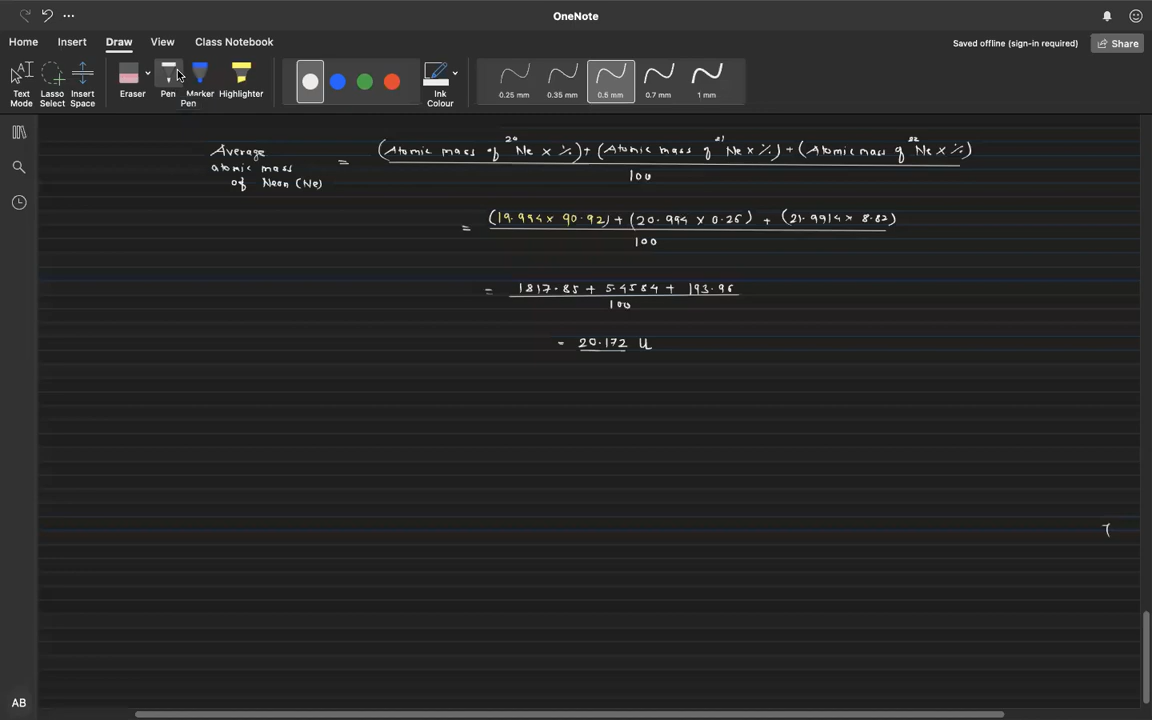 OneNote
Home Insert Draw View Class Notebook
Saved offline (sign-in required) Share
Text Mode Lasso Select Insert Space Eraser Pen Marker Highlighter Ink Colour 0.25 mm 0.35 mm 0.5 mm 0.7 mm 1 mm
Pen
Average atomic mass of Neon (Ne) = (Atomic mass of 20Ne × %) + (Atomic mass of 21Ne × %) + (Atomic mass of 22Ne × %)
100
= (19.994 × 90.92) + (20.994 × 0.26) + (21.9914 × 8.82)
100
= 1817.85 + 5.4584 + 193.96
100
= 20.172 u
AB